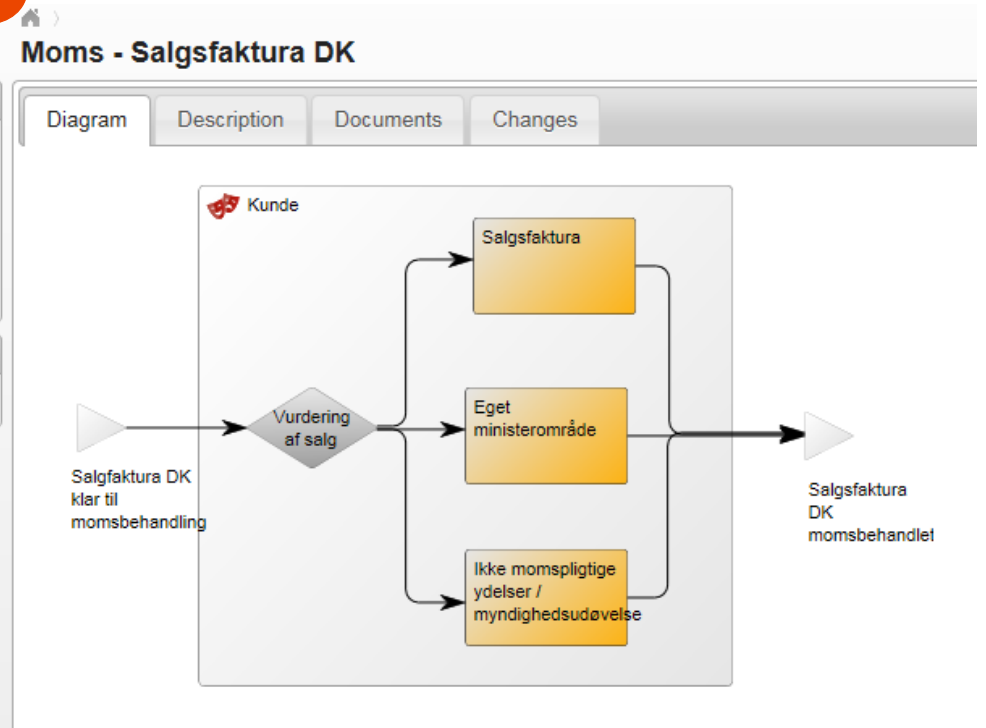 Moms - Salgsfaktura DK
Diagram
Description
Documents
Changes
Kunde
Salgsfaktura
Vurdering
af salg
Eget
ministerområde
Ikke momspligtige
ydelser /
myndighedsudøvelse
Salgfaktura DK
klar til
momsbehandling
Salgsfaktura
DK
momsbehandlet